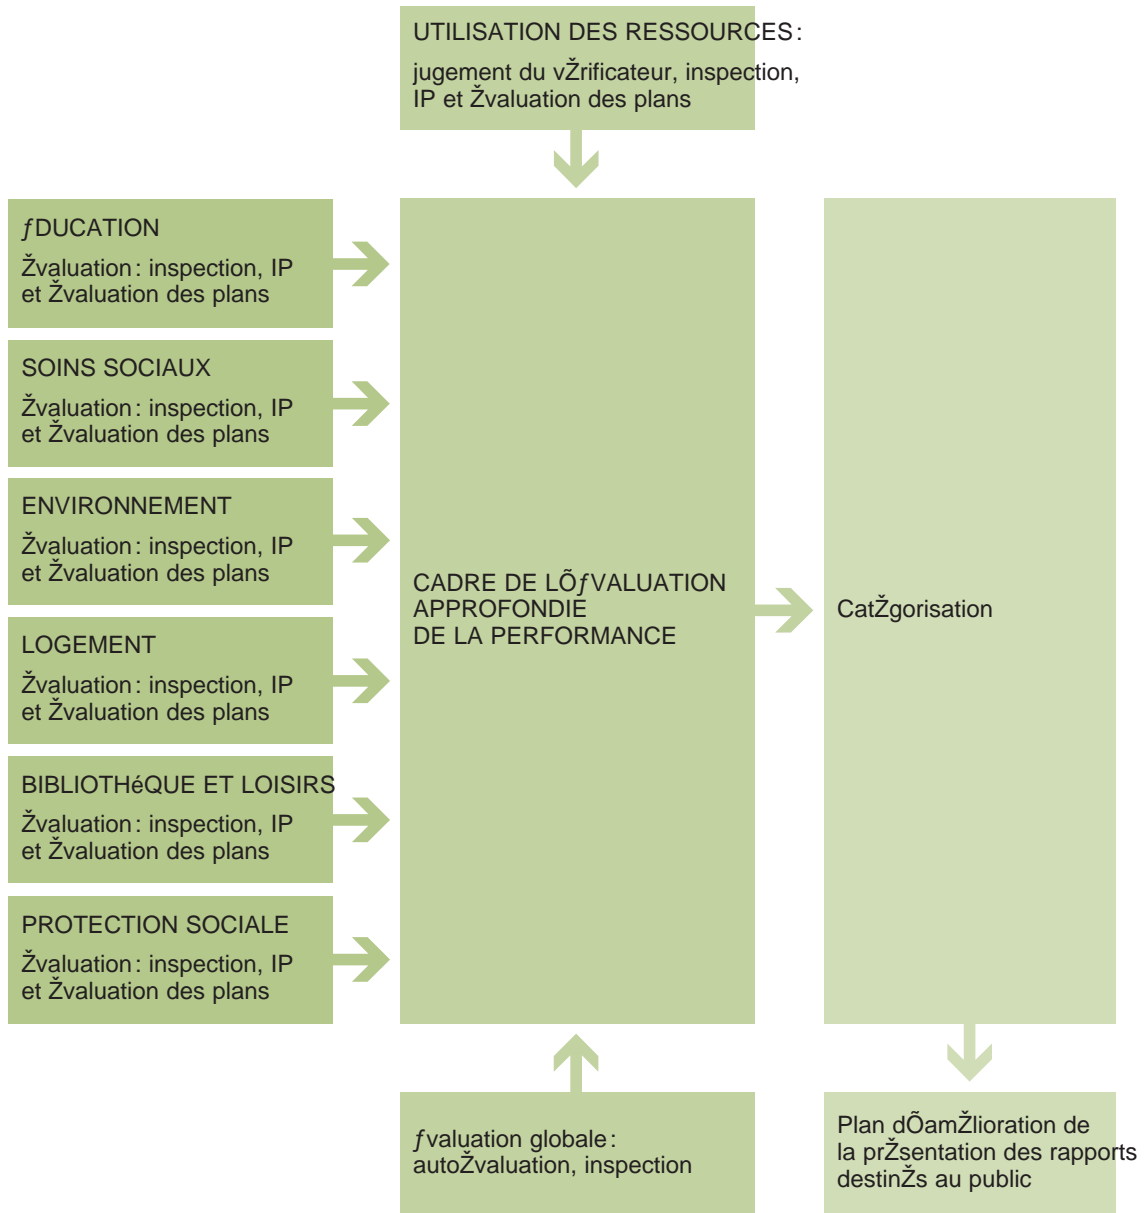 UTILISATION DES RESSOURCES :
jugement du vŽrificateur, inspection,
IP et Žvaluation des plans
ƒDUCATION
Žvaluation : inspection, IP
et Žvaluation des plans
SOINS SOCIAUX
Žvaluation : inspection, IP
et Žvaluation des plans
ENVIRONNEMENT
Žvaluation : inspection, IP
et Žvaluation des plans
LOGEMENT
Žvaluation : inspection, IP
et Žvaluation des plans
BIBLIOTHéQUE ET LOISIRS
Žvaluation : inspection, IP
et Žvaluation des plans
PROTECTION SOCIALE
Žvaluation : inspection, IP
et Žvaluation des plans
CADRE DE LÕƒVALUATION
APPROFONDIE
DE LA PERFORMANCE
CatŽgorisation
ƒvaluation globale :
autoŽvaluation, inspection
Plan dÕamŽlioration de
la prŽsentation des rapports
destinŽs au public